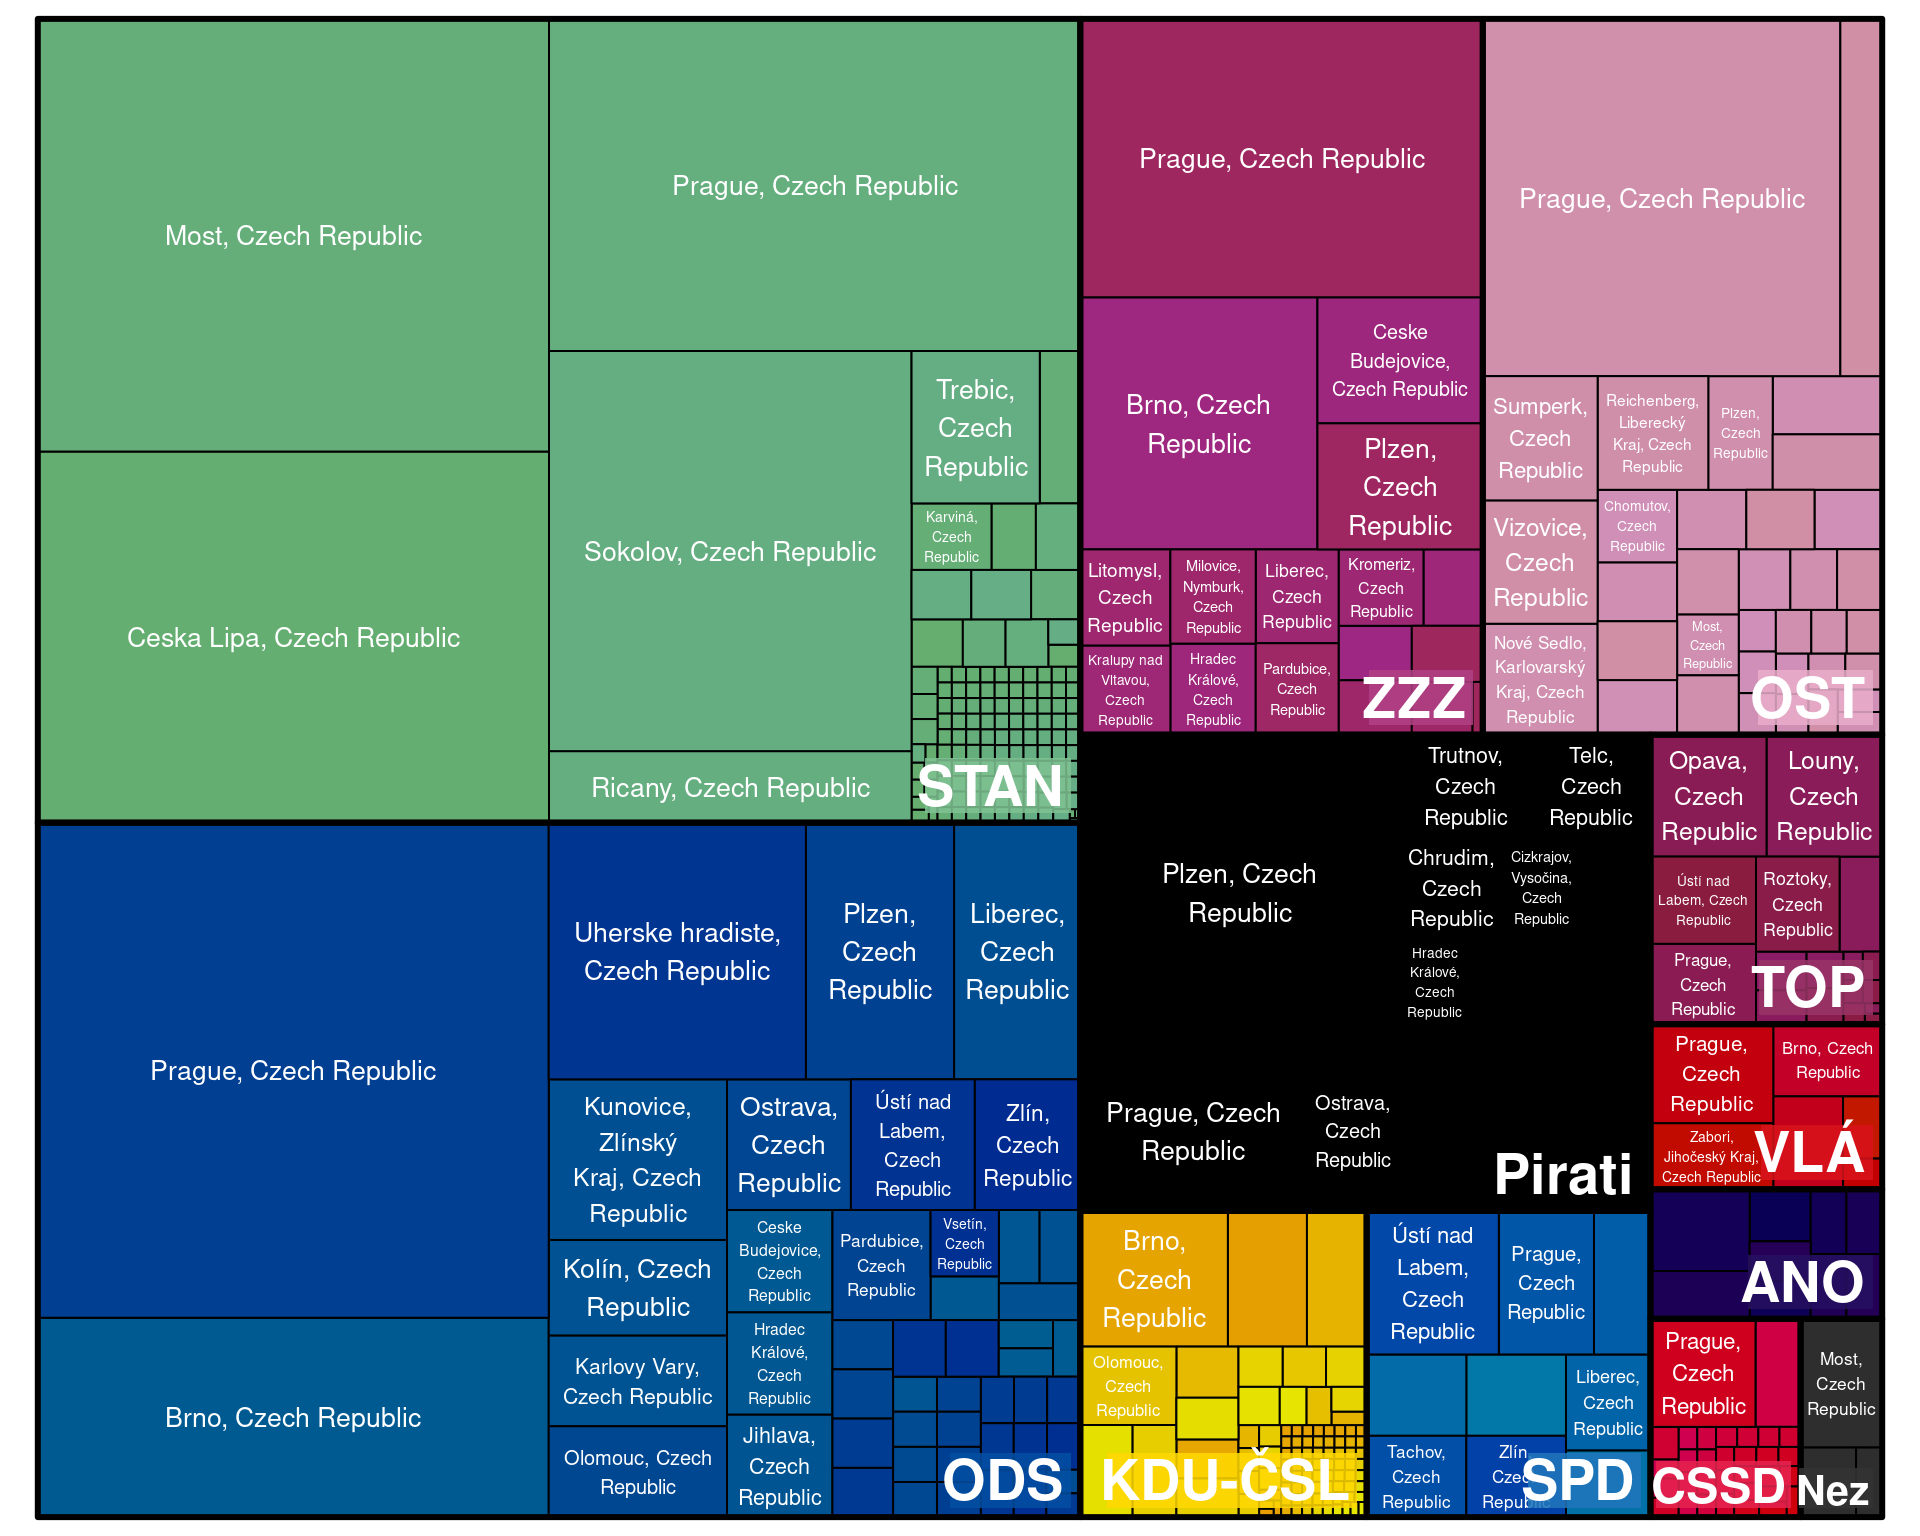 Most, Czech Republic
Prague, Czech Republic
Ceska Lipa, Czech Republic
Sokolov, Czech Republic
Trebic,
Czech
Republic
Karviná,
Czech
Republic
Ricany, Czech Republic
STAN
Prague, Czech Republic
Brno, Czech
Republic
Ceske
Budejovice,
Czech Republic
Plzen,
Czech
Republic
Litomysl,
Czech
Republic
Milovice,
Nymburk,
Czech
Republic
Liberec,
Czech
Republic
Kromeriz,
Czech
Republic
Kralupy nad
Vltavou,
Czech
Republic
Hradec
Králové,
Czech
Republic
Pardubice,
Czech
Republic
ZZZ
Prague, Czech Republic
Sumperk,
Czech
Republic
Reichenberg,
Liberecký
Kraj, Czech
Republic
Plzen,
Czech
Republic
Vizovice,
Czech
Republic
Chomutov,
Czech
Republic
Nové Sedlo,
Karlovarský
Kraj, Czech
Republic
Most,
Czech
Republic
OST
Prague, Czech Republic
Brno, Czech Republic
Uherske hradiste,
Czech Republic
Plzen,
Czech
Republic
Liberec,
Czech
Republic
Kunovice,
Zlínský
Kraj, Czech
Republic
Ostrava,
Czech
Republic
Ústí nad
Labem,
Czech
Republic
Zlín,
Czech
Republic
Kolín, Czech
Republic
Ceske
Budejovice,
Czech
Republic
Pardubice,
Czech
Republic
Vsetín,
Czech
Republic
Karlovy Vary,
Czech Republic
Hradec
Králové,
Czech
Republic
Olomouc, Czech
Republic
Jihlava,
Czech
Republic
ODS
Plzen, Czech
Republic
Trutnov,
Czech
Republic
Telc,
Czech
Republic
Chrudim,
Czech
Republic
Cizkrajov,
Vysočina,
Czech
Republic
Hradec
Králové,
Czech
Republic
Prague, Czech
Republic
Ostrava,
Czech
Republic
Pirati
Opava,
Czech
Republic
Louny,
Czech
Republic
Ústí nad
Labem, Czech
Republic
Roztoky,
Czech
Republic
Prague,
Czech
Republic
TOP
Prague,
Czech
Republic
Brno, Czech
Republic
Zabori,
Jihočeský Kraj,
Czech Republic
VLÁ
ANO
Brno,
Czech
Republic
Olomouc,
Czech
Republic
KDU-ČSL
Ústí nad
Labem,
Czech
Republic
Prague,
Czech
Republic
Liberec,
Czech
Republic
Tachov,
Czech
Republic
Zlín
SPD
Prague,
Czech
Republic
CSSD
Most,
Czech
Republic
Nez